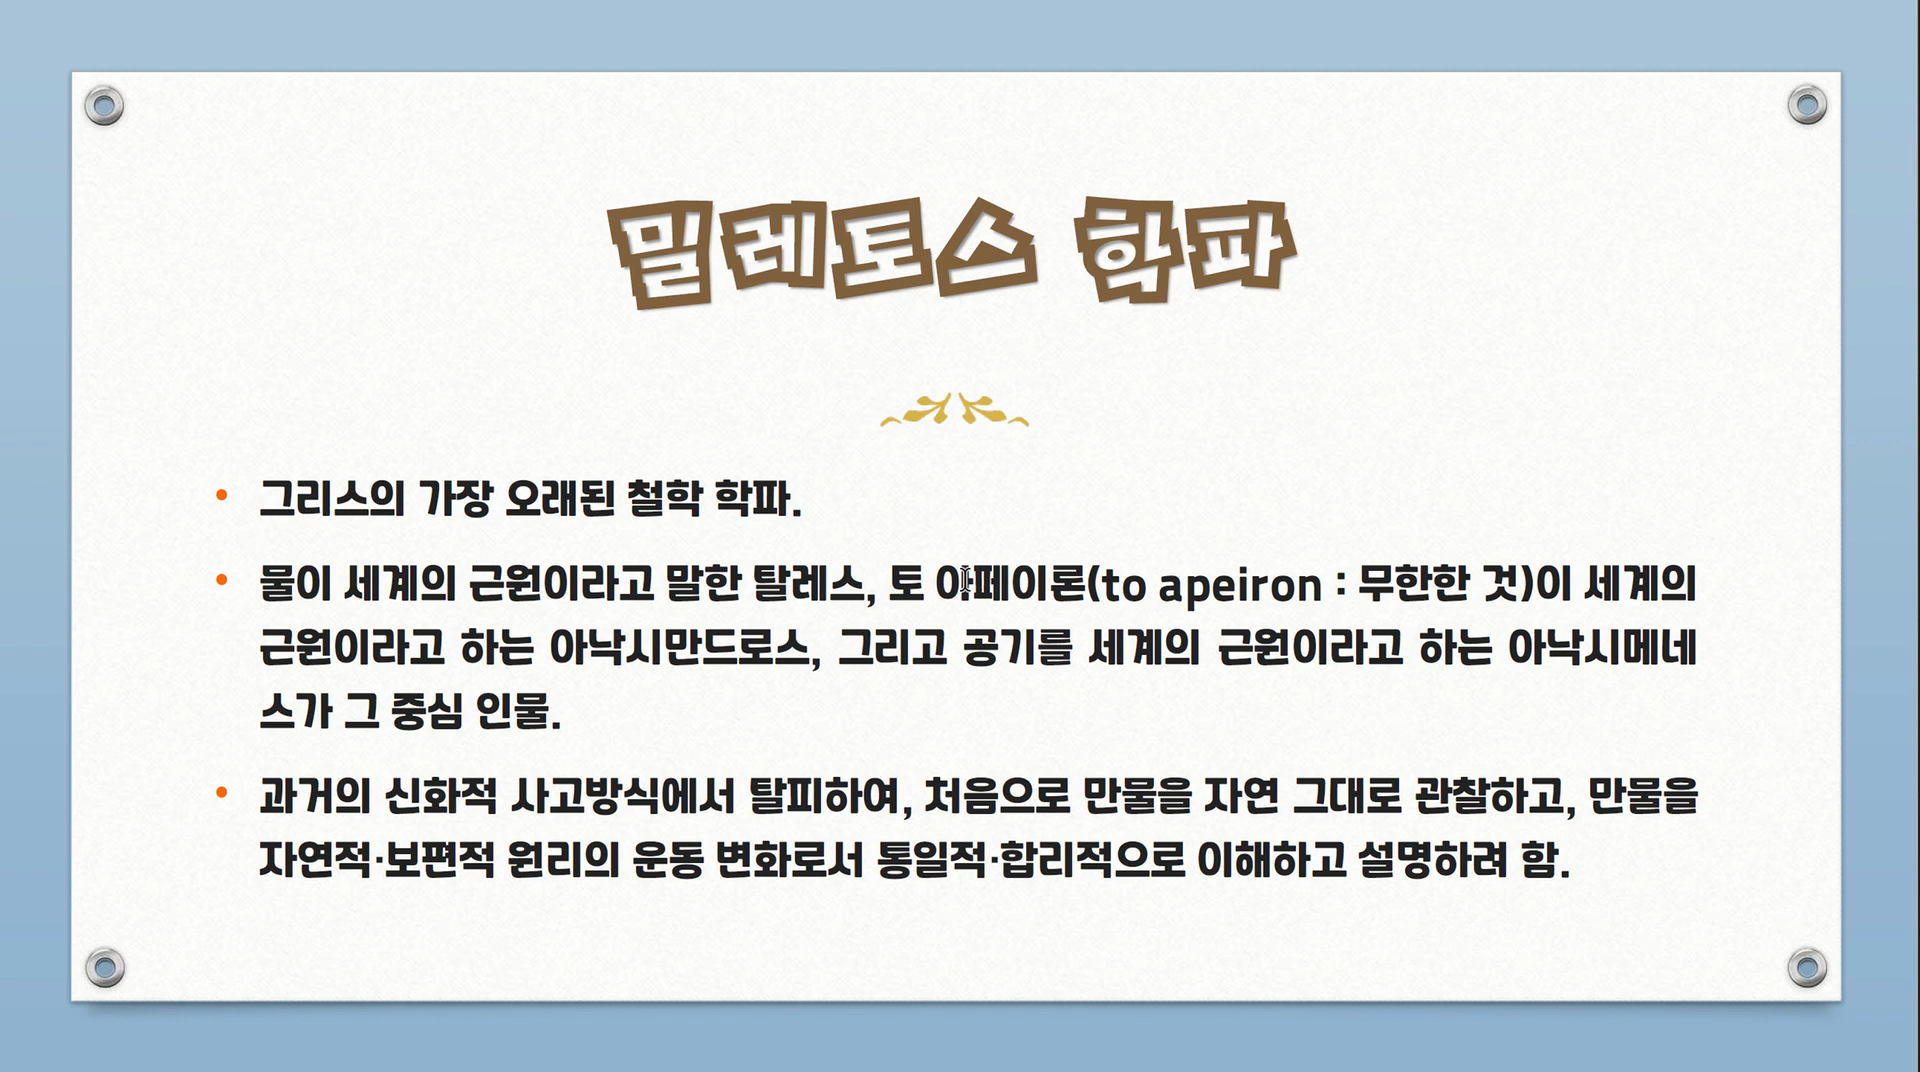 밀레토스 학파
• 그리스의 가장 오래된 철학 학파.
• 물이 세계의 근원이라고 말한 탈레스, 토 아페이론(to apeiron : 무한한 것)이 세계의
근원이라고 하는 아낙시만드로스, 그리고 공기를 세계의 근원이라고 하는 아낙시메네
스가 그 중심 인물.
• 과거의 신화적 사고방식에서 탈피하여, 처음으로 만물을 자연 그대로 관찰하고, 만물을
자연적·보편적 원리의 운동 변화로서 통일적·합리적으로 이해하고 설명하려 함.